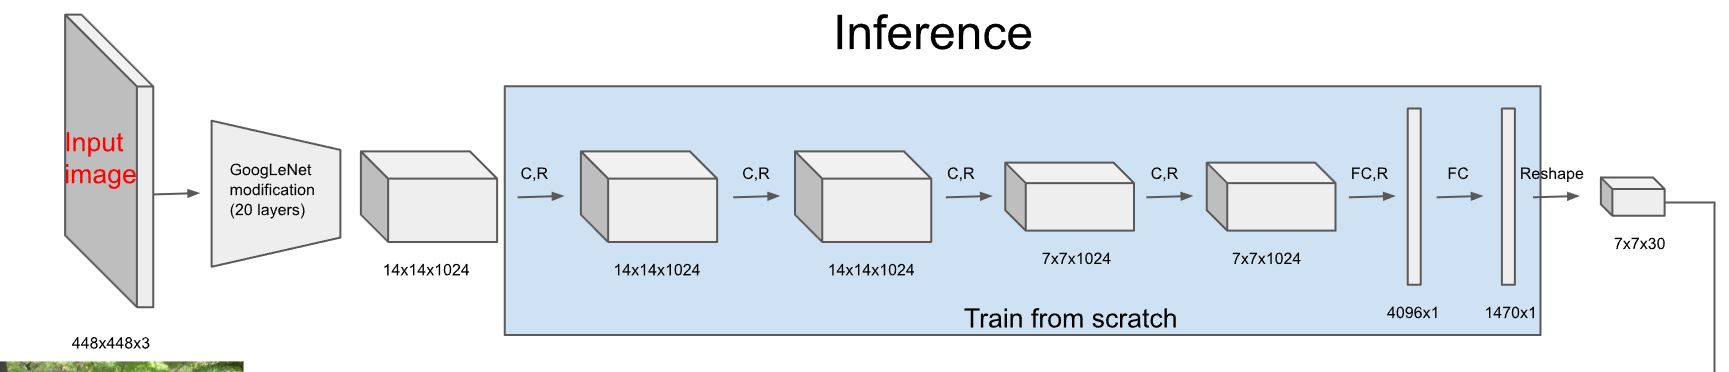 Inference
Input
image
GoogLeNet
modification
(20 layers)
C,R
C,R
C,R
C,R
FC,R
FC
Reshape
14x14x1024
14x14x1024
14x14x1024
7x7x1024
7x7x1024
7x7x30
4096x1
1470x1
Train from scratch
448x448x3